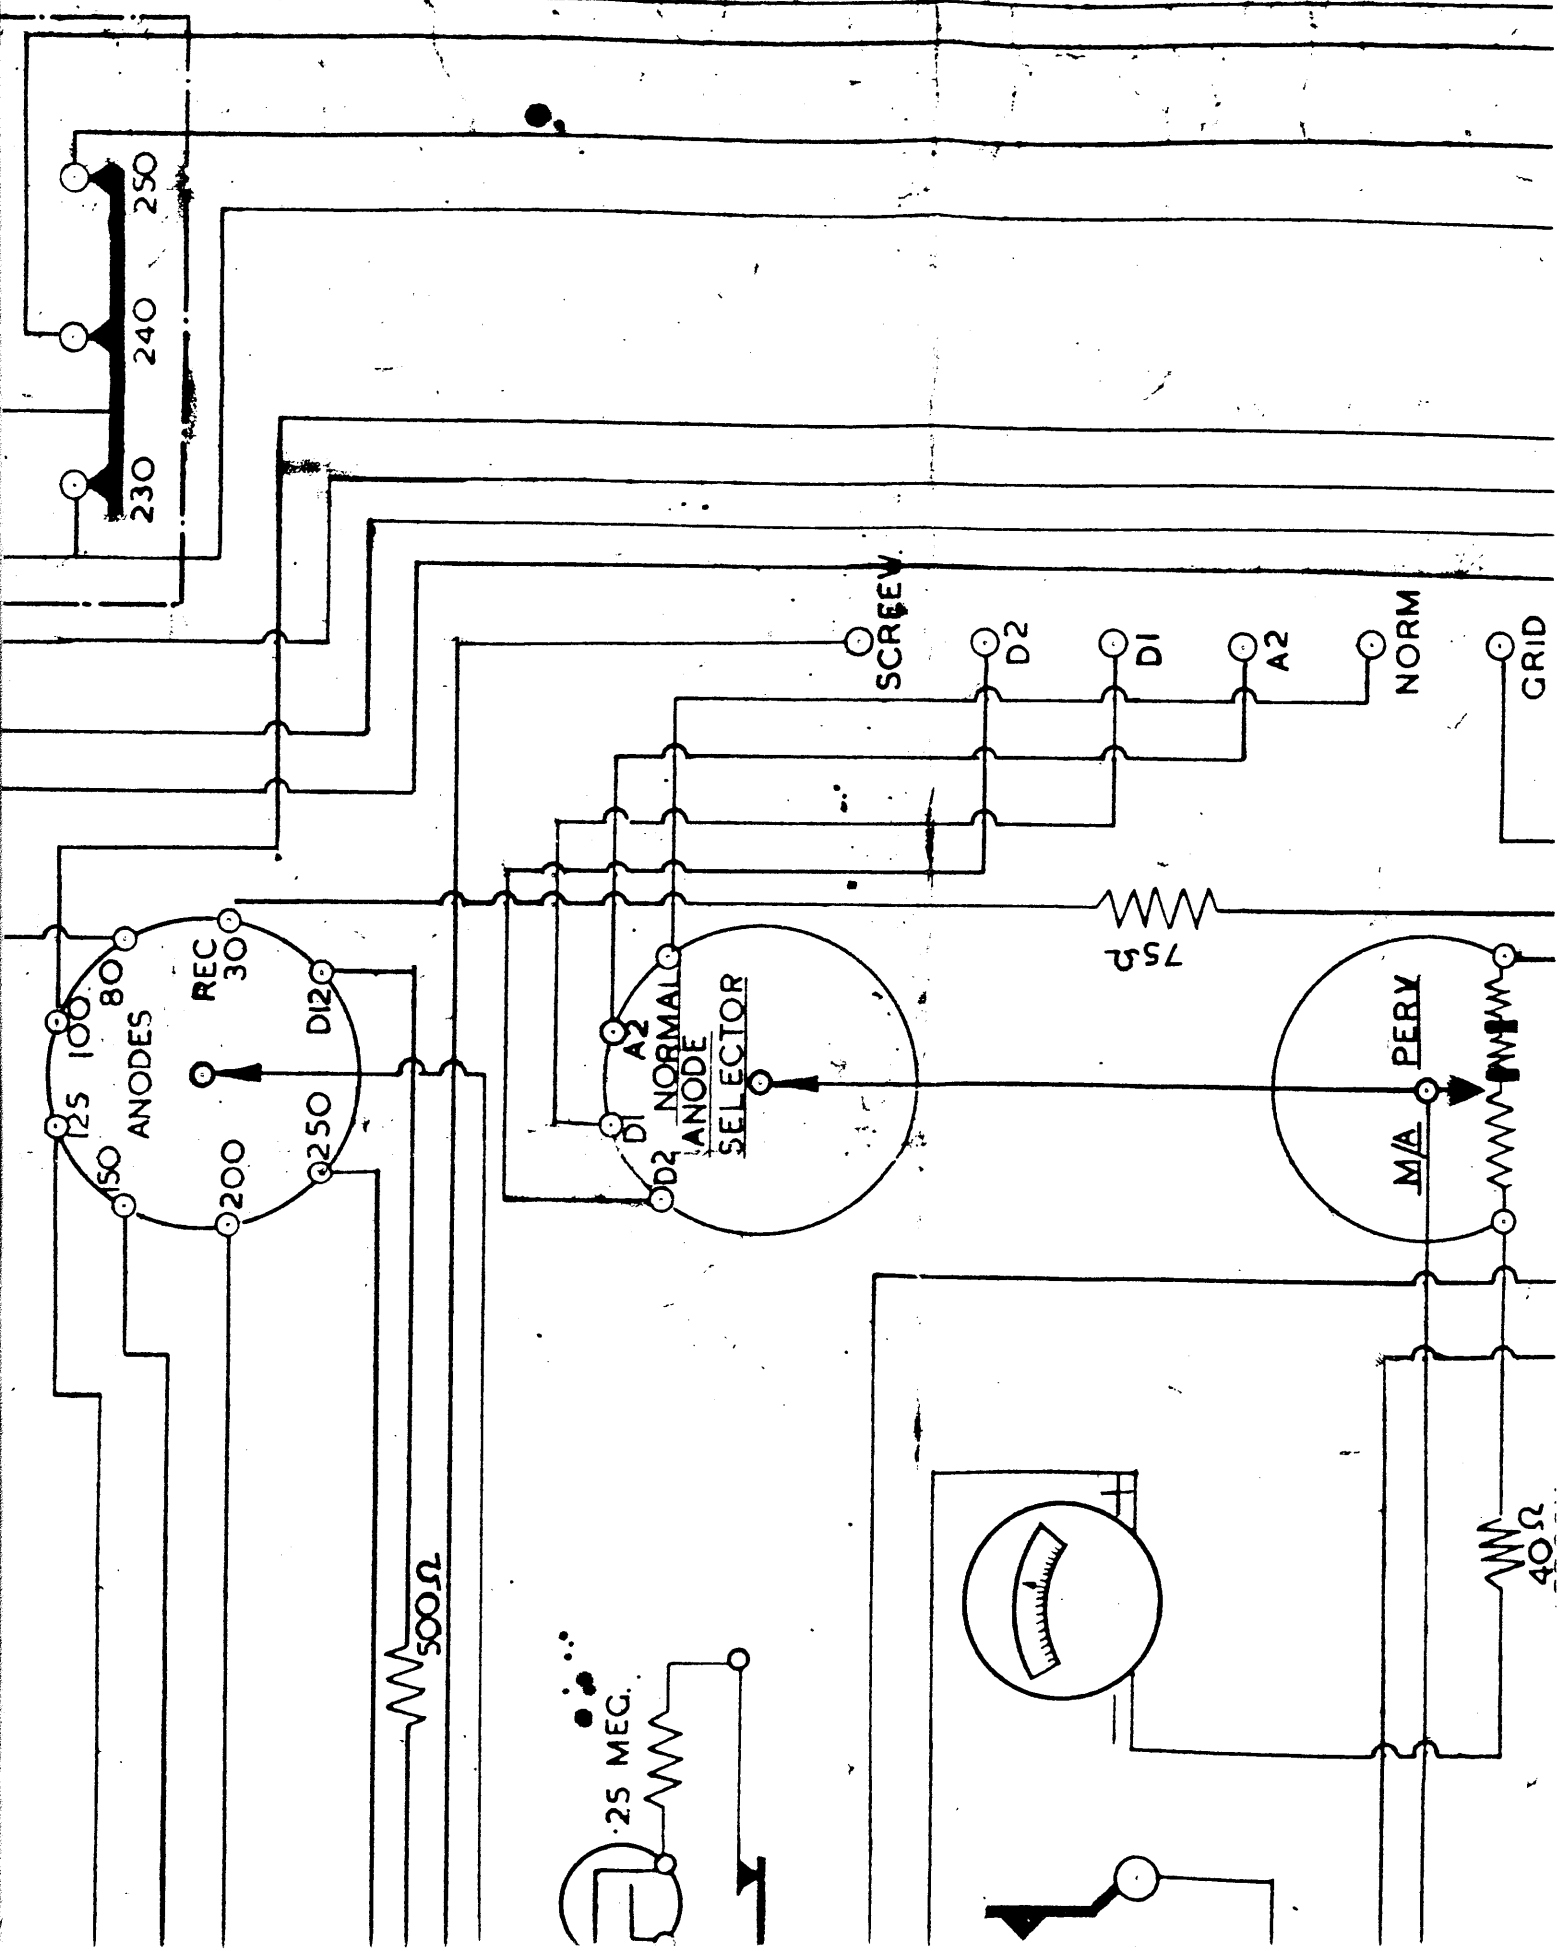 250
240
230
SCREEN
D2
D1
A2
NORM
GRID
80
REC
30
100
D12
ANODES
125
150
200
250
A2
NORMAL
ANODE
SELECTOR
D1
D2
75Ω
PERV
M/A
500Ω
.25 MEG.
+
−
40Ω